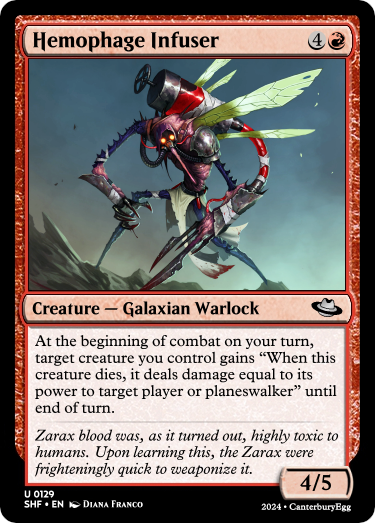 Hemophage Infuser 4
Creature — Galaxian Warlock
At the beginning of combat on your turn,
target creature you control gains “When this
creature dies, it deals damage equal to its
power to target player or planeswalker” until
end of turn.
Zarax blood was, as it turned out, highly toxic to
humans. Upon learning this, the Zarax were
frighteningly quick to weaponize it.
4/5
U 0129
SHF • EN Diana Franco
2024 • CanterburyEgg